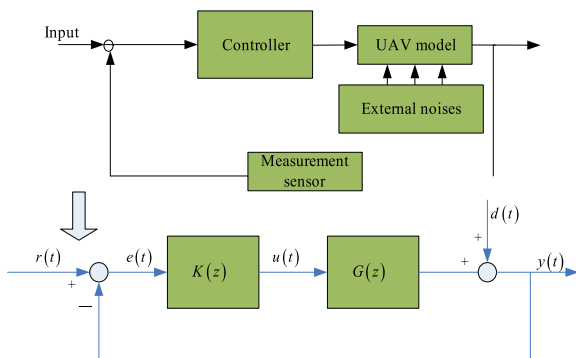 Input
Controller
UAV model
External noises
Measurement
sensor
d(t)
+
r(t)
e(t)
K(z)
u(t)
G(z)
+
y(t)
+
—